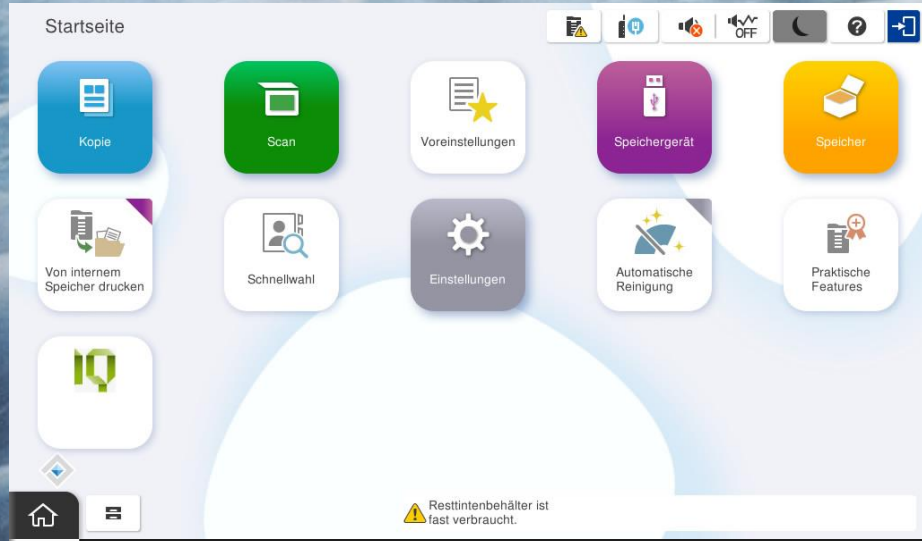 Startseite
OFF
Kopie
Scan
Voreinstellungen
Speichergerät
Speicher
Von internem
Speicher drucken
Schnellwahl
Einstellungen
Automatische
Reinigung
Praktische
Features
IQ
Resttintenbehälter ist
fast verbraucht.